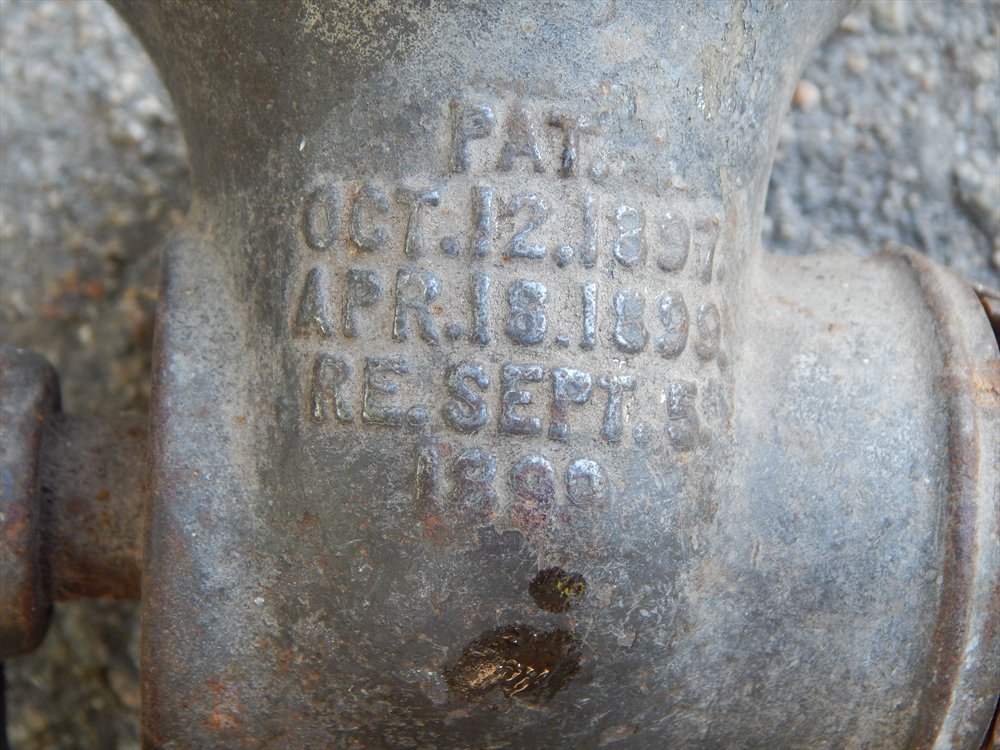 PAT.
OCT. 12. 1897.
APR. 18. 1899.
RE. SEPT. 5.
1899